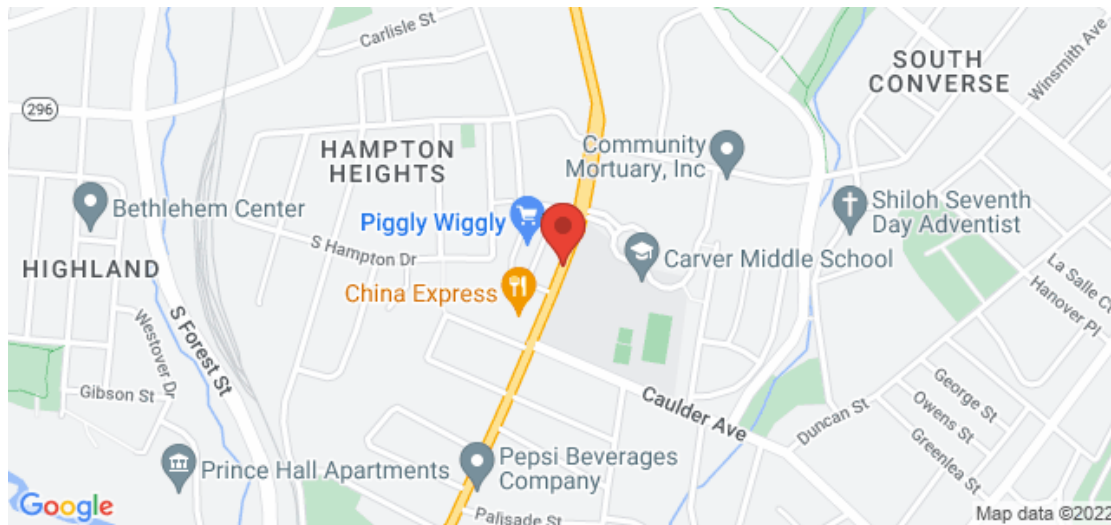 Carlisle St
SOUTH
CONVERSE
Winsmith Ave
296
HAMPTON
HEIGHTS
Community
Mortuary, Inc
Bethlehem Center
Piggly Wiggly
Shiloh Seventh
Day Adventist
S Hampton Dr
Carver Middle School
HIGHLAND
China Express
La Salle
Hanover Pl
Westover Dr
S Forest St
Gibson St
Caulder Ave
Duncan St
George St
Owens St
Greenlea St
Prince Hall Apartments
Pepsi Beverages
Company
Palisade St
Google
Map data ©2022